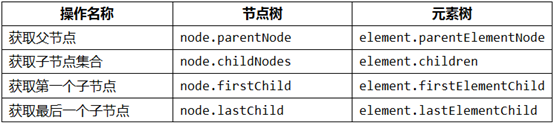 操作名称 节点树 元素树
获取父节点 node.parentNode element.parentElementNode
获取子节点集合 node.childNodes element.children
获取第一个子节点 node.firstChild element.firstElementChild
获取最后一个子节点 node.lastChild element.lastElementChild